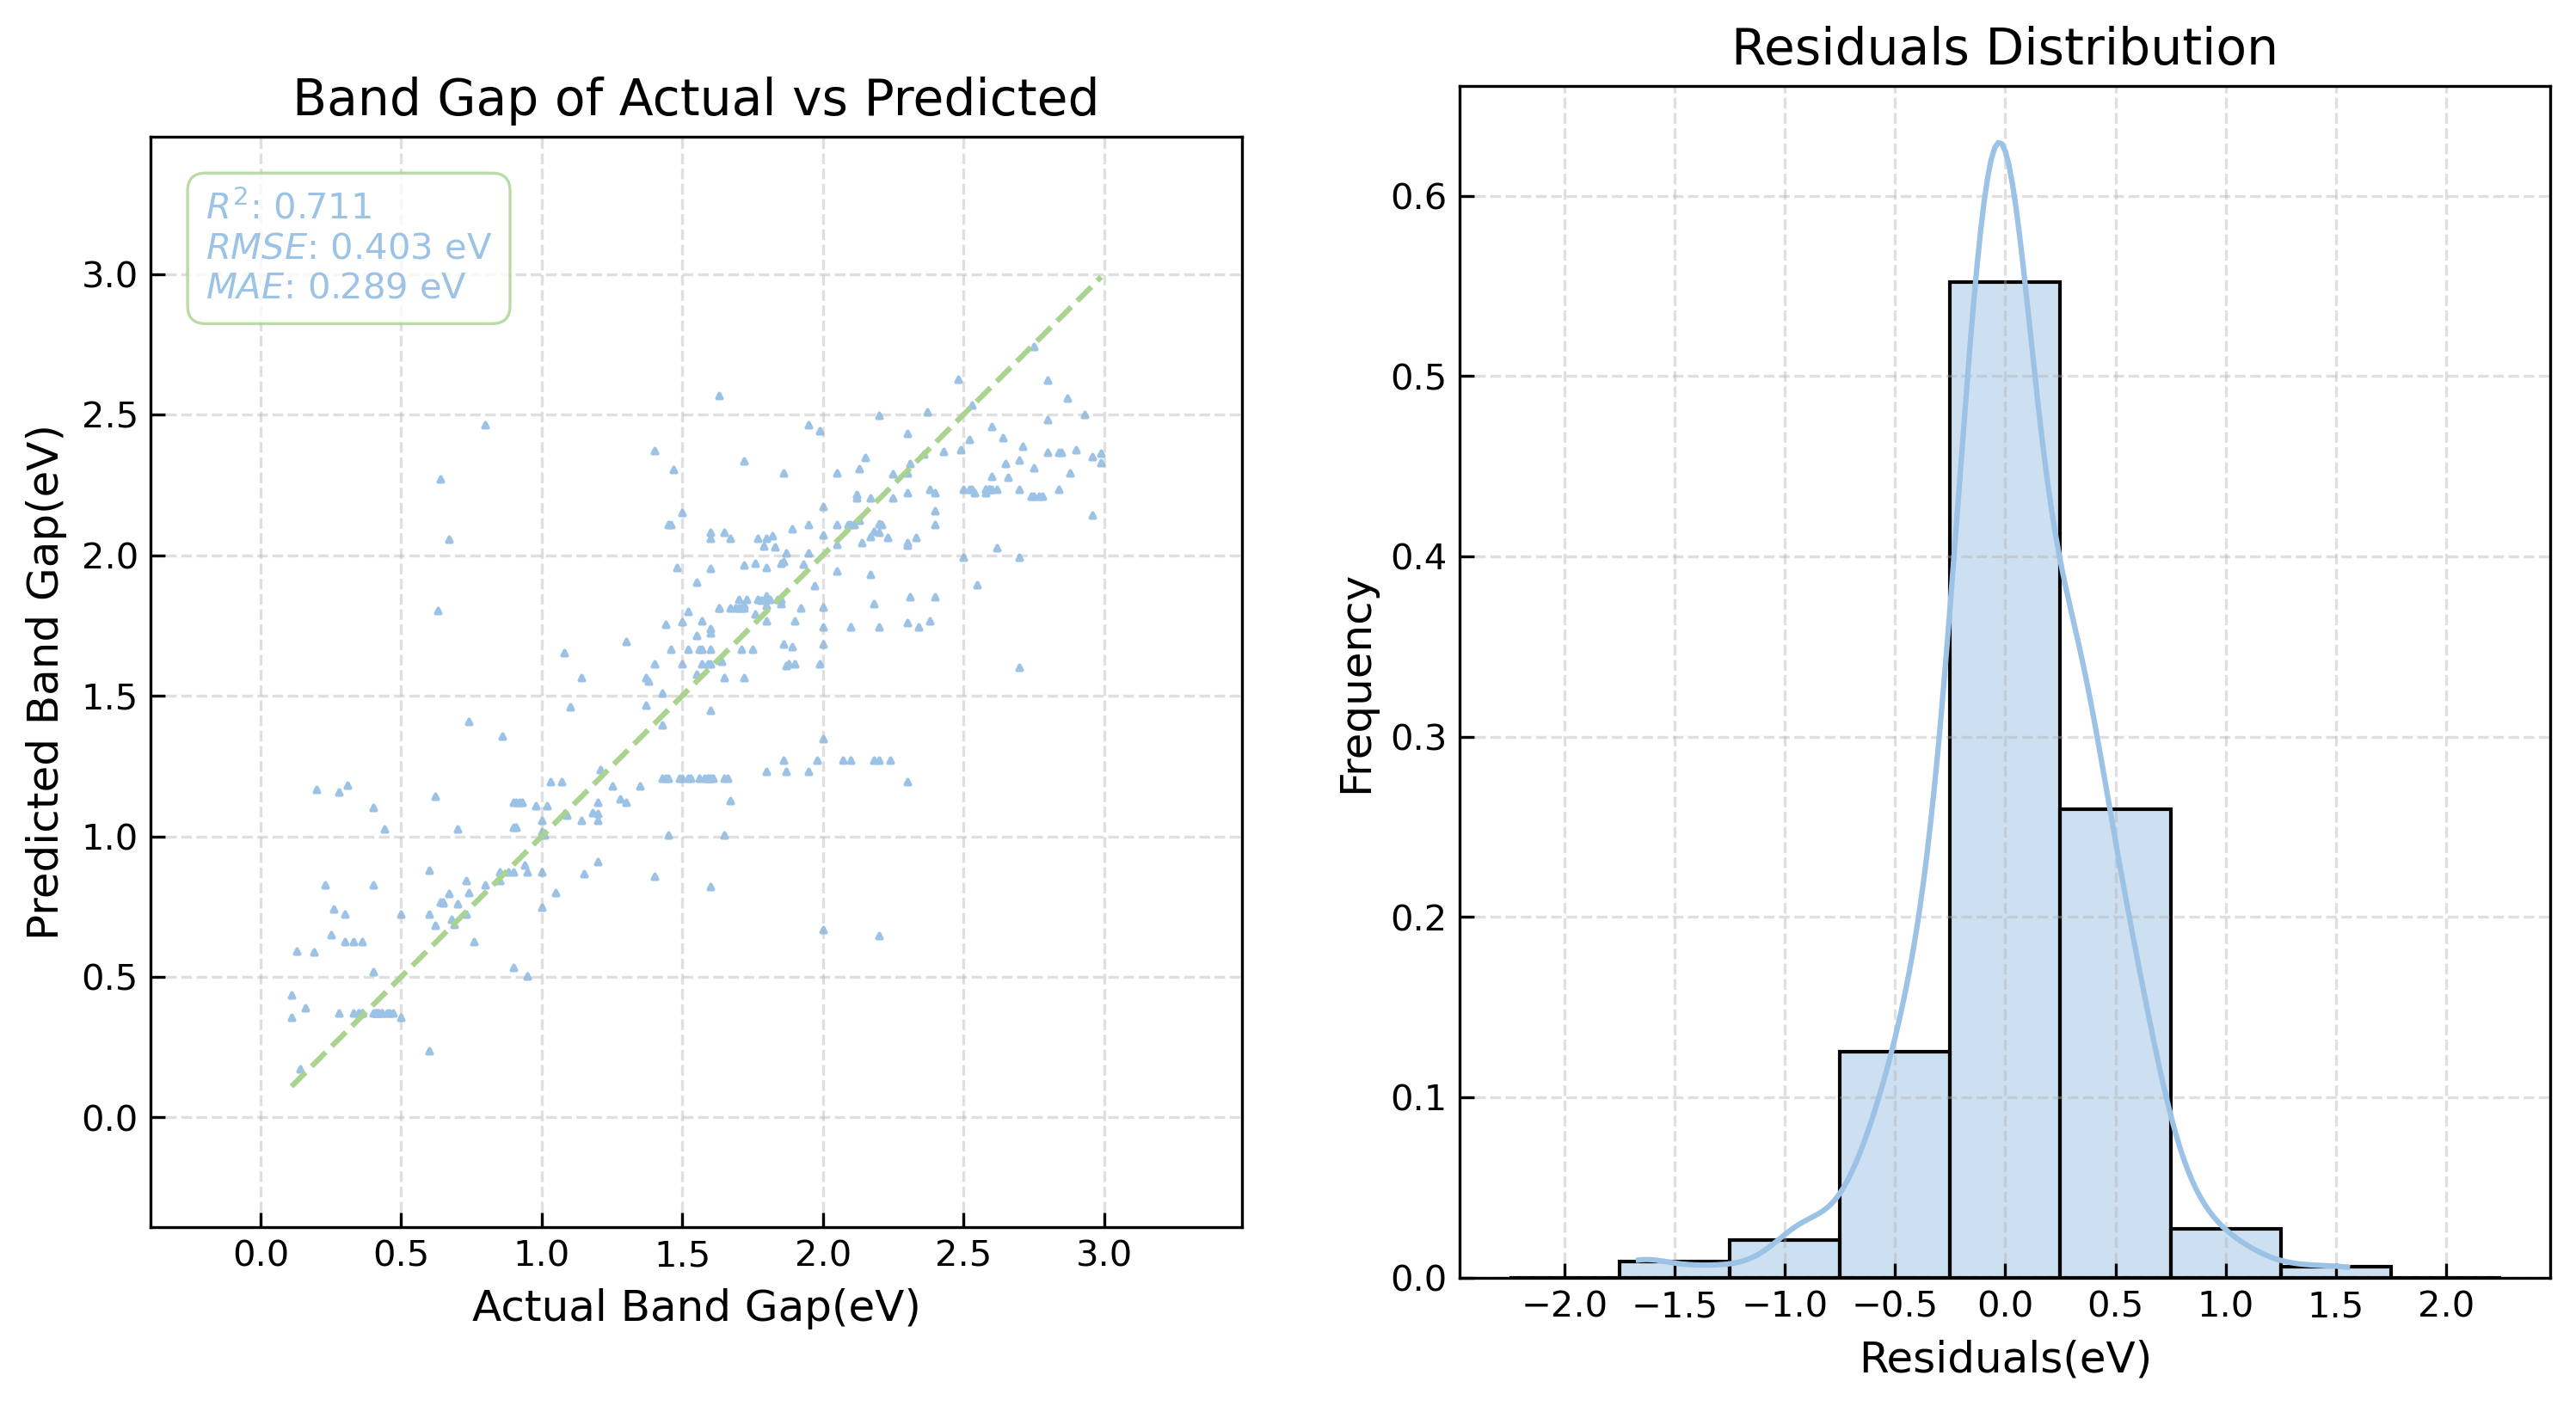 Band Gap of Actual vs Predicted
R²: 0.711
RMSE: 0.403 eV
MAE: 0.289 eV
Predicted Band Gap(eV)
3.0
2.5
2.0
1.5
1.0
0.5
0.0
0.0 0.5 1.0 1.5 2.0 2.5 3.0
Actual Band Gap(eV)
Residuals Distribution
Frequency
0.6
0.5
0.4
0.3
0.2
0.1
0.0
−2.0 −1.5 −1.0 −0.5 0.0 0.5 1.0 1.5 2.0
Residuals(eV)